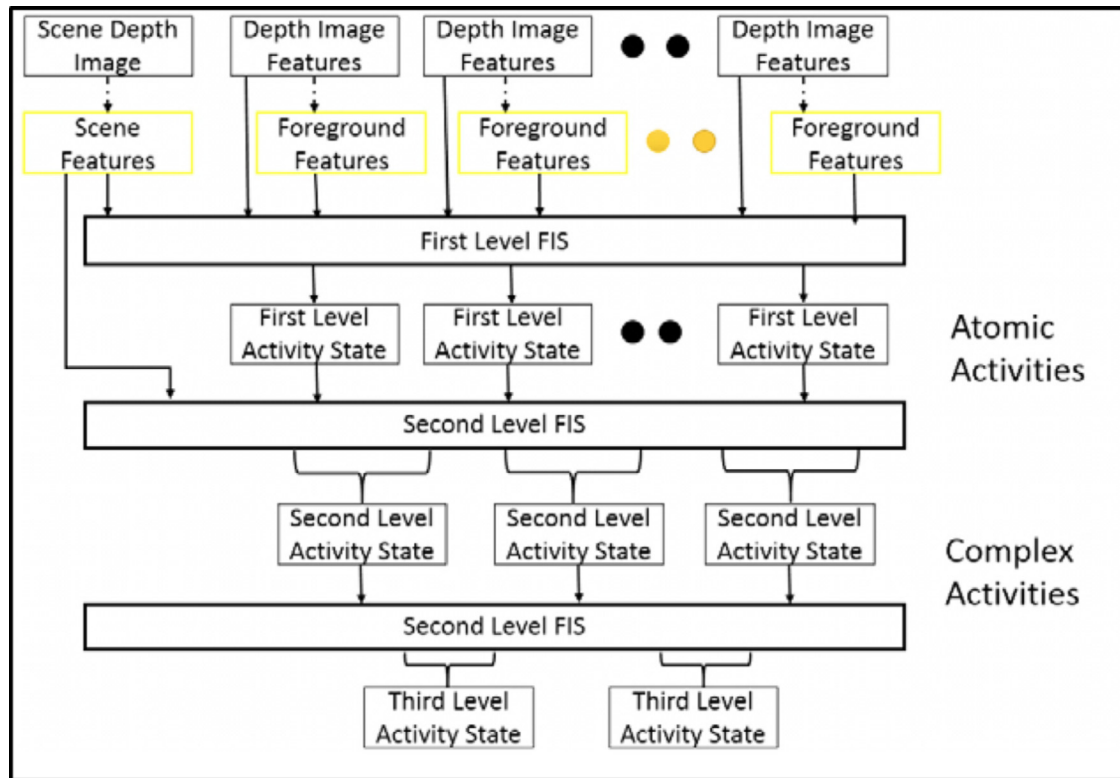 Scene Depth
Image
Depth Image
Features
Depth Image
Features
Depth Image
Features
Scene
Features
Foreground
Features
Foreground
Features
Foreground
Features
First Level FIS
First Level
Activity State
First Level
Activity State
First Level
Activity State
Atomic
Activities
Second Level FIS
Second Level
Activity State
Second Level
Activity State
Second Level
Activity State
Complex
Activities
Second Level FIS
Third Level
Activity State
Third Level
Activity State